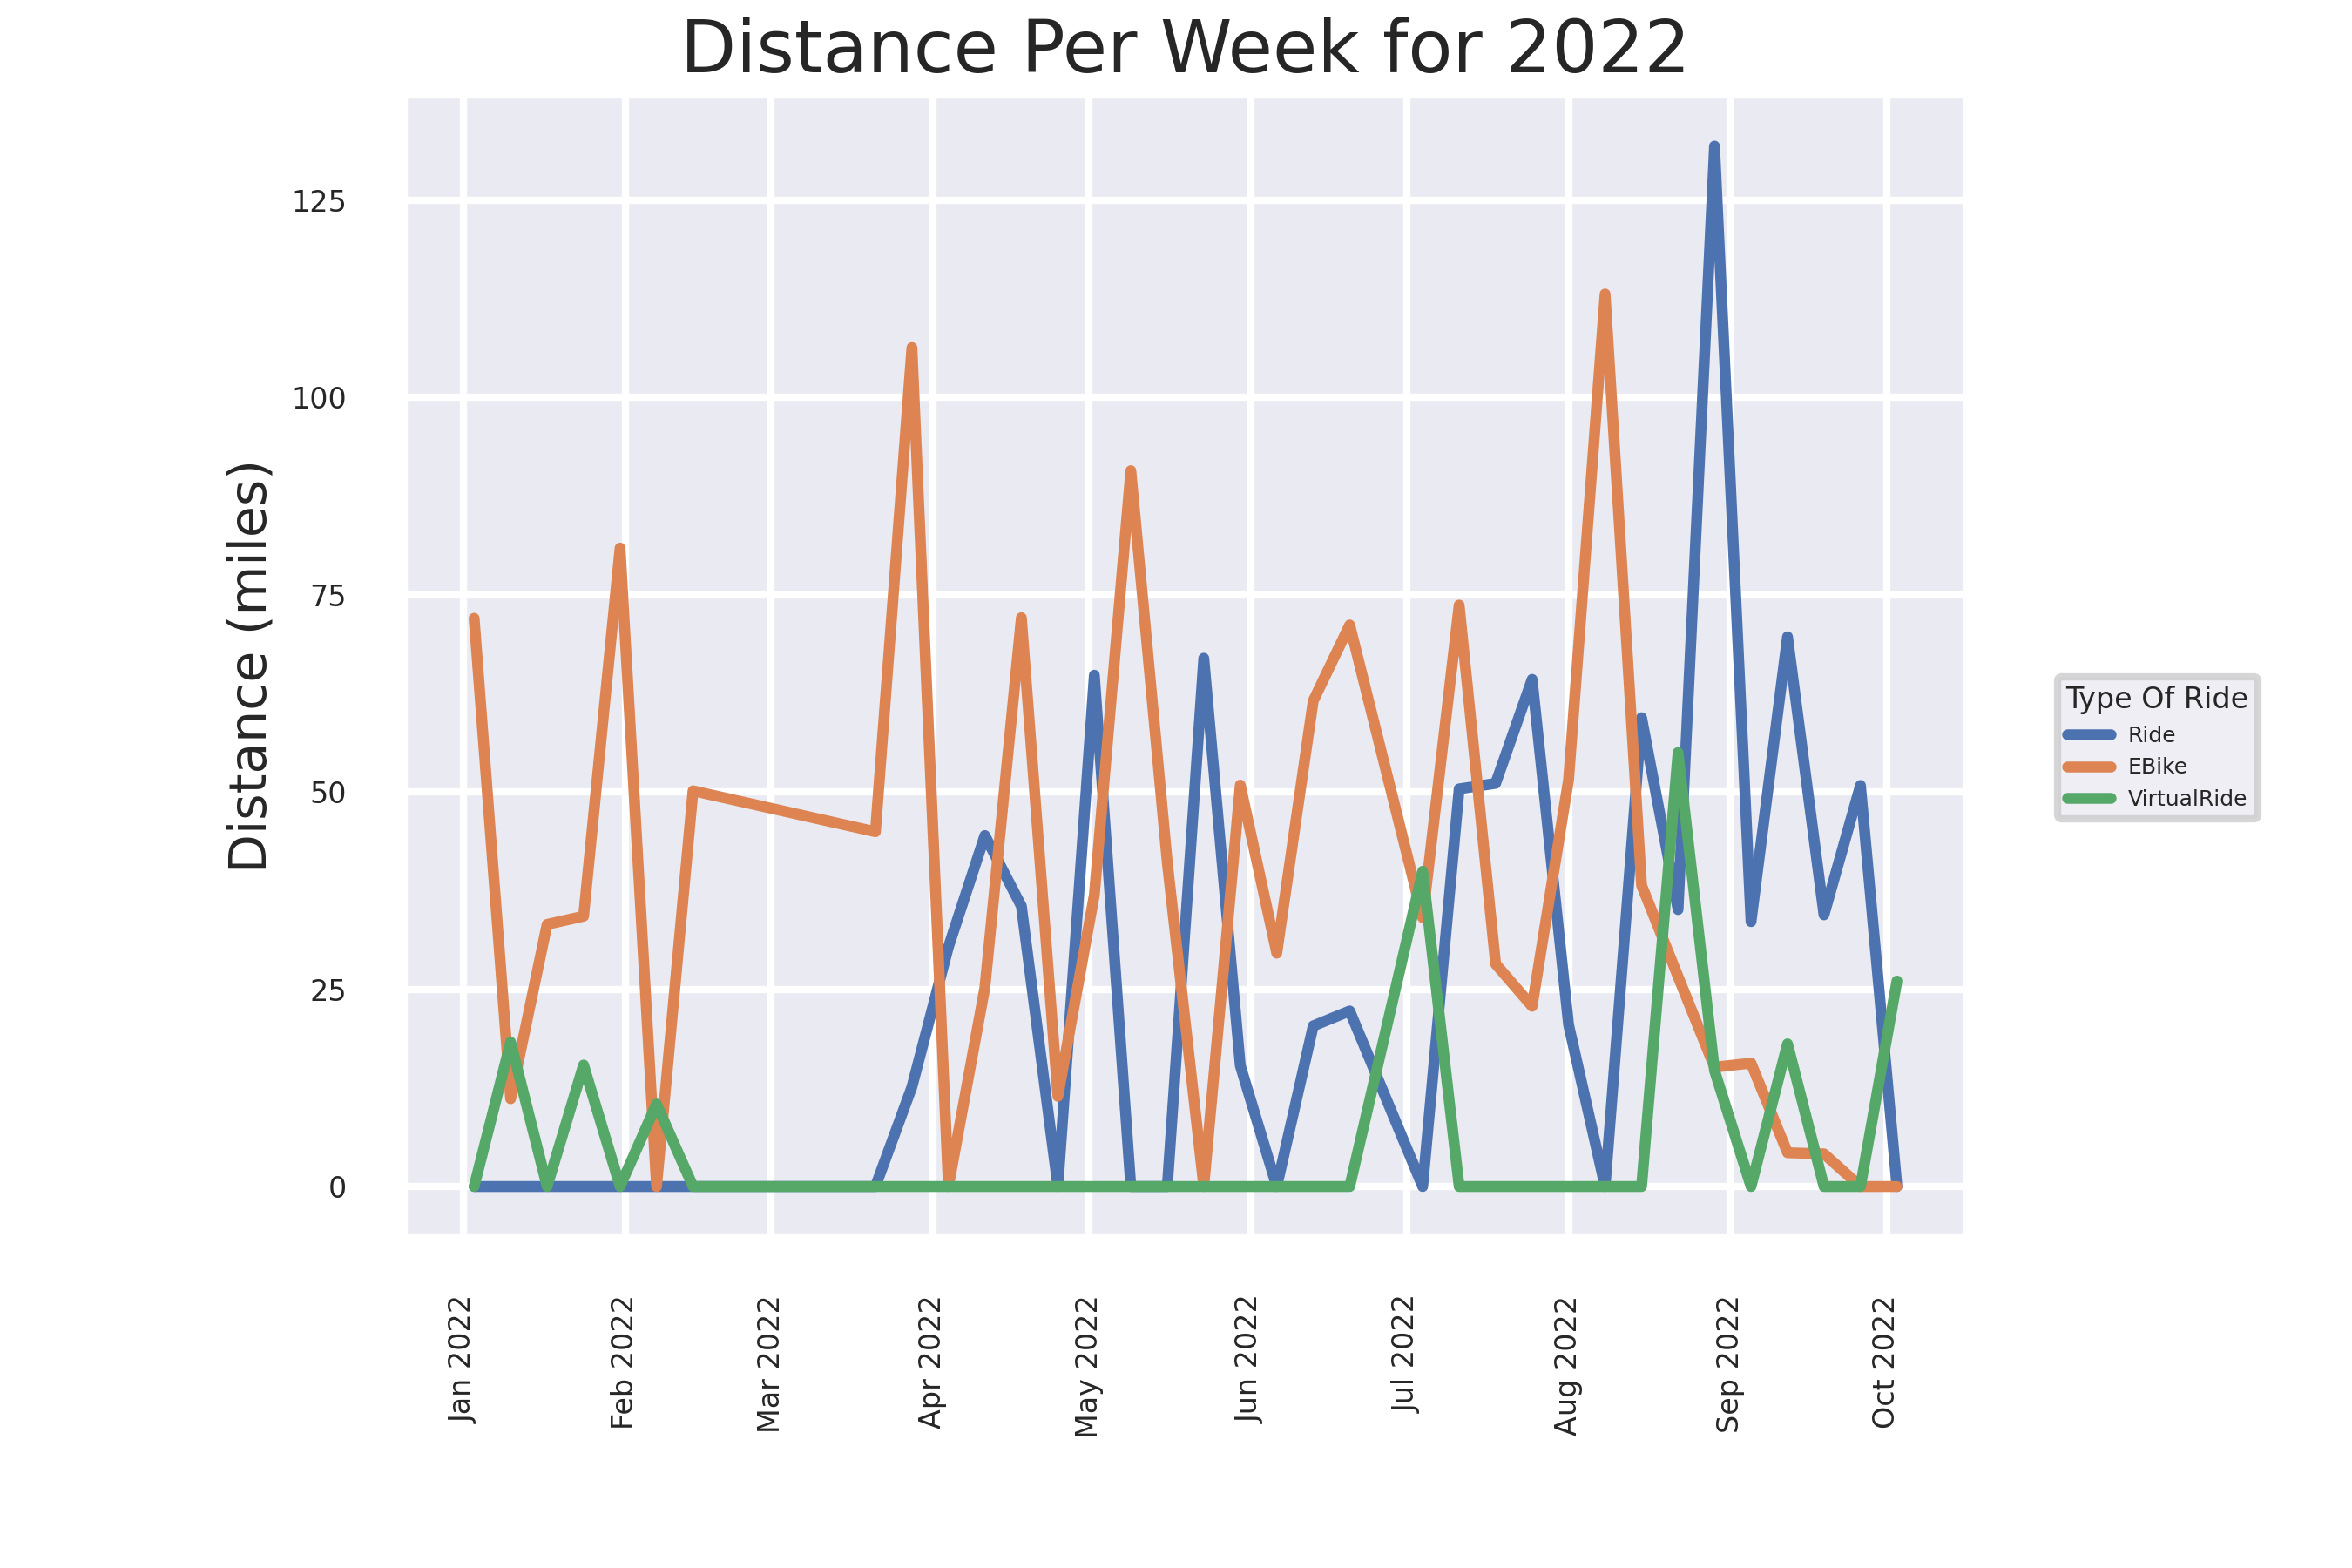 Distance Per Week for 2022
Distance (miles)
125
100
75
50
25
0
Jan 2022
Feb 2022
Mar 2022
Apr 2022
May 2022
Jun 2022
Jul 2022
Aug 2022
Sep 2022
Oct 2022
Type Of Ride
Ride
EBike
VirtualRide